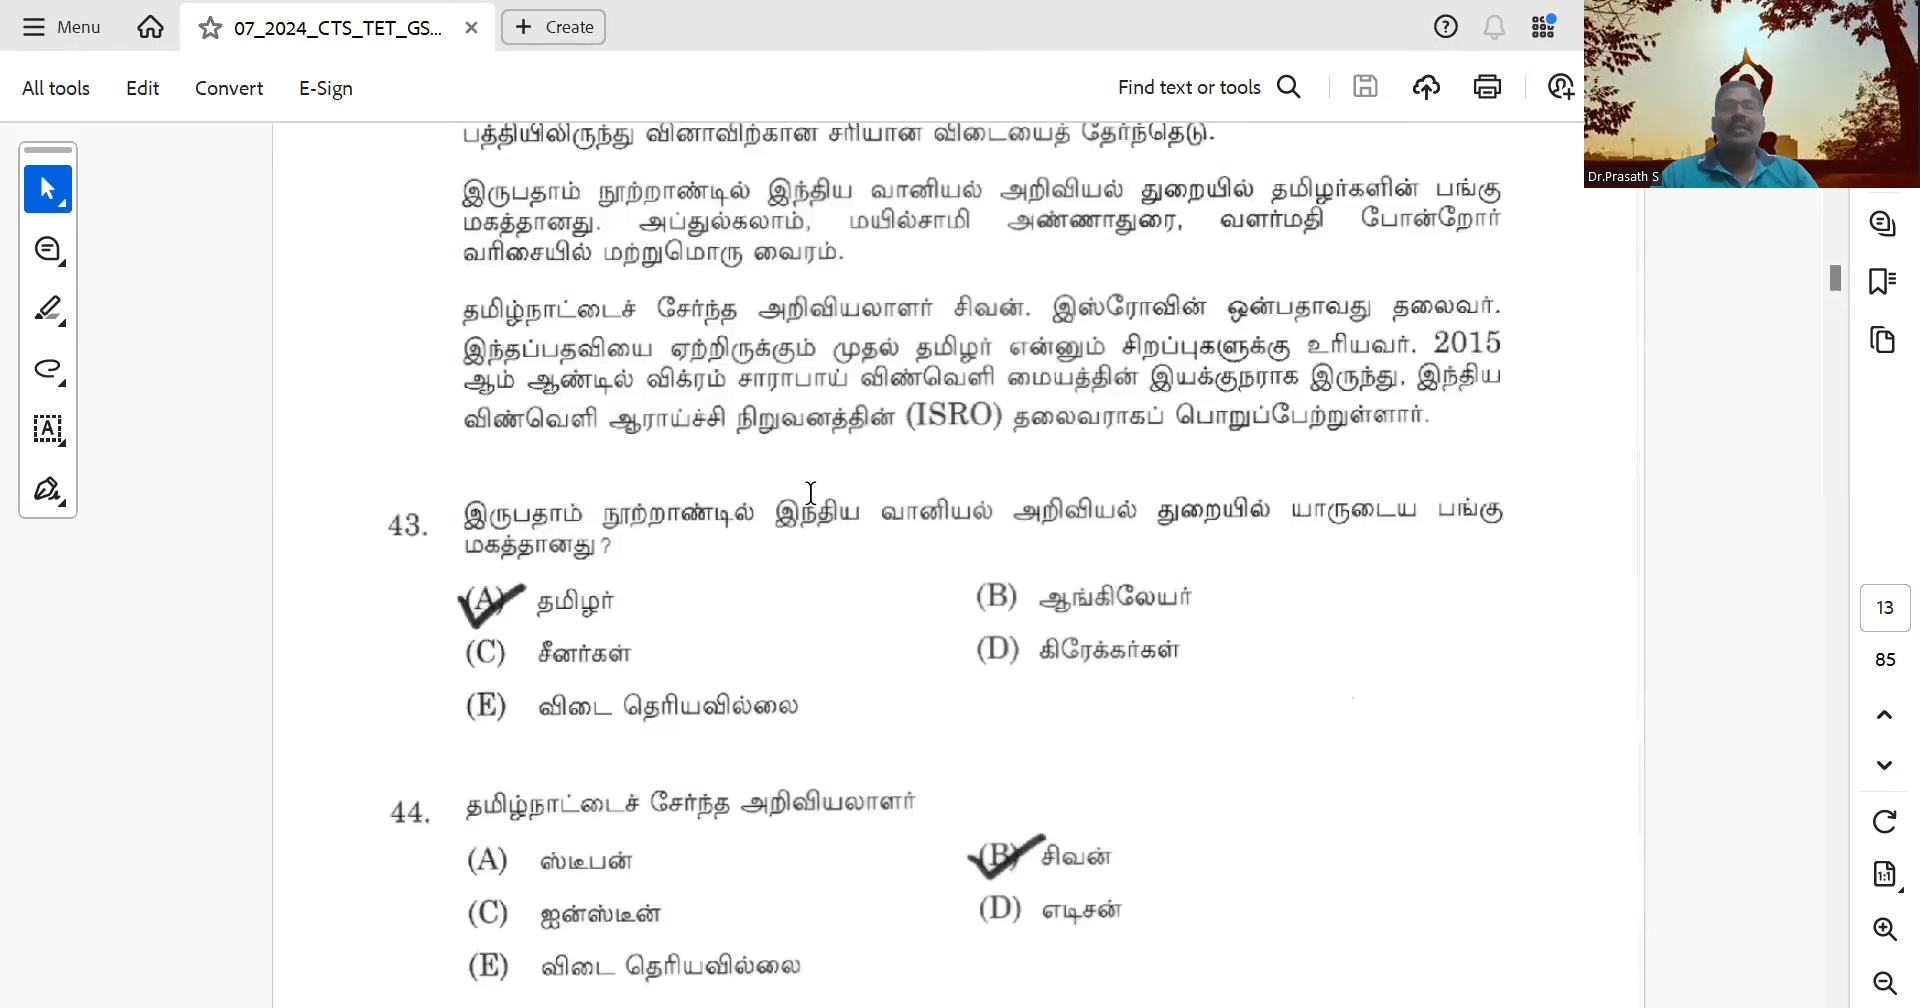 Menu
07_2024_CTS_TET_GS...
Create
All tools
Edit
Convert
E-Sign
Find text or tools
Dr.Prasath S
பத்தியிலிருந்து வினாவிற்கான சரியான விடையைத் தேர்ந்தெடு.
இருபதாம் நூற்றாண்டில் இந்திய வானியல் அறிவியல் துறையில் தமிழர்களின் பங்கு
மகத்தானது. அப்துல்கலாம், மயில்சாமி அண்ணாதுரை, வளர்மதி போன்றோர்
வரிசையில் மற்றுமொரு வைரம்.
தமிழ்நாட்டைச் சேர்ந்த அறிவியலாளர் சிவன். இஸ்ரோவின் ஒன்பதாவது தலைவர்.
இந்தப்பதவியை ஏற்றிருக்கும் முதல் தமிழர் என்னும் சிறப்புகளுக்கு உரியவர். 2015
ஆம் ஆண்டில் விக்ரம் சாராபாய் விண்வெளி மையத்தின் இயக்குநராக இருந்து, இந்திய
விண்வெளி ஆராய்ச்சி நிறுவனத்தின் (ISRO) தலைவராகப் பொறுப்பேற்றுள்ளார்.
43. இருபதாம் நூற்றாண்டில் இந்திய வானியல் அறிவியல் துறையில் யாருடைய பங்கு
மகத்தானது?
(A) தமிழர்
(B) ஆங்கிலேயர்
(C) சீனர்கள்
(D) கிரேக்கர்கள்
(E) விடை தெரியவில்லை
44. தமிழ்நாட்டைச் சேர்ந்த அறிவியலாளர்
(A) ஸ்டீபன்
(B) சிவன்
(C) ஐன்ஸ்டீன்
(D) எடிசன்
(E) விடை தெரியவில்லை
13
85
1:1